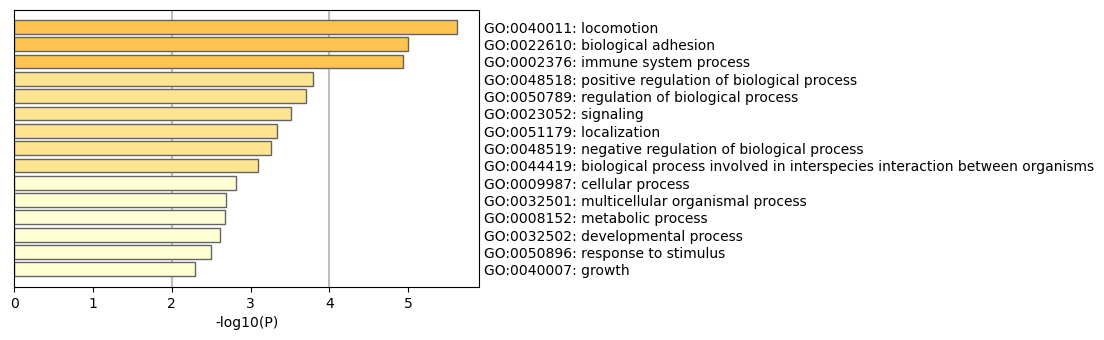 GO:0040011: locomotion
GO:0022610: biological adhesion
GO:0002376: immune system process
GO:0048518: positive regulation of biological process
GO:0050789: regulation of biological process
GO:0023052: signaling
GO:0051179: localization
GO:0048519: negative regulation of biological process
GO:0044419: biological process involved in interspecies interaction between organisms
GO:0009987: cellular process
GO:0032501: multicellular organismal process
GO:0008152: metabolic process
GO:0032502: developmental process
GO:0050896: response to stimulus
GO:0040007: growth
0 1 2 3 4 5
-log10(P)